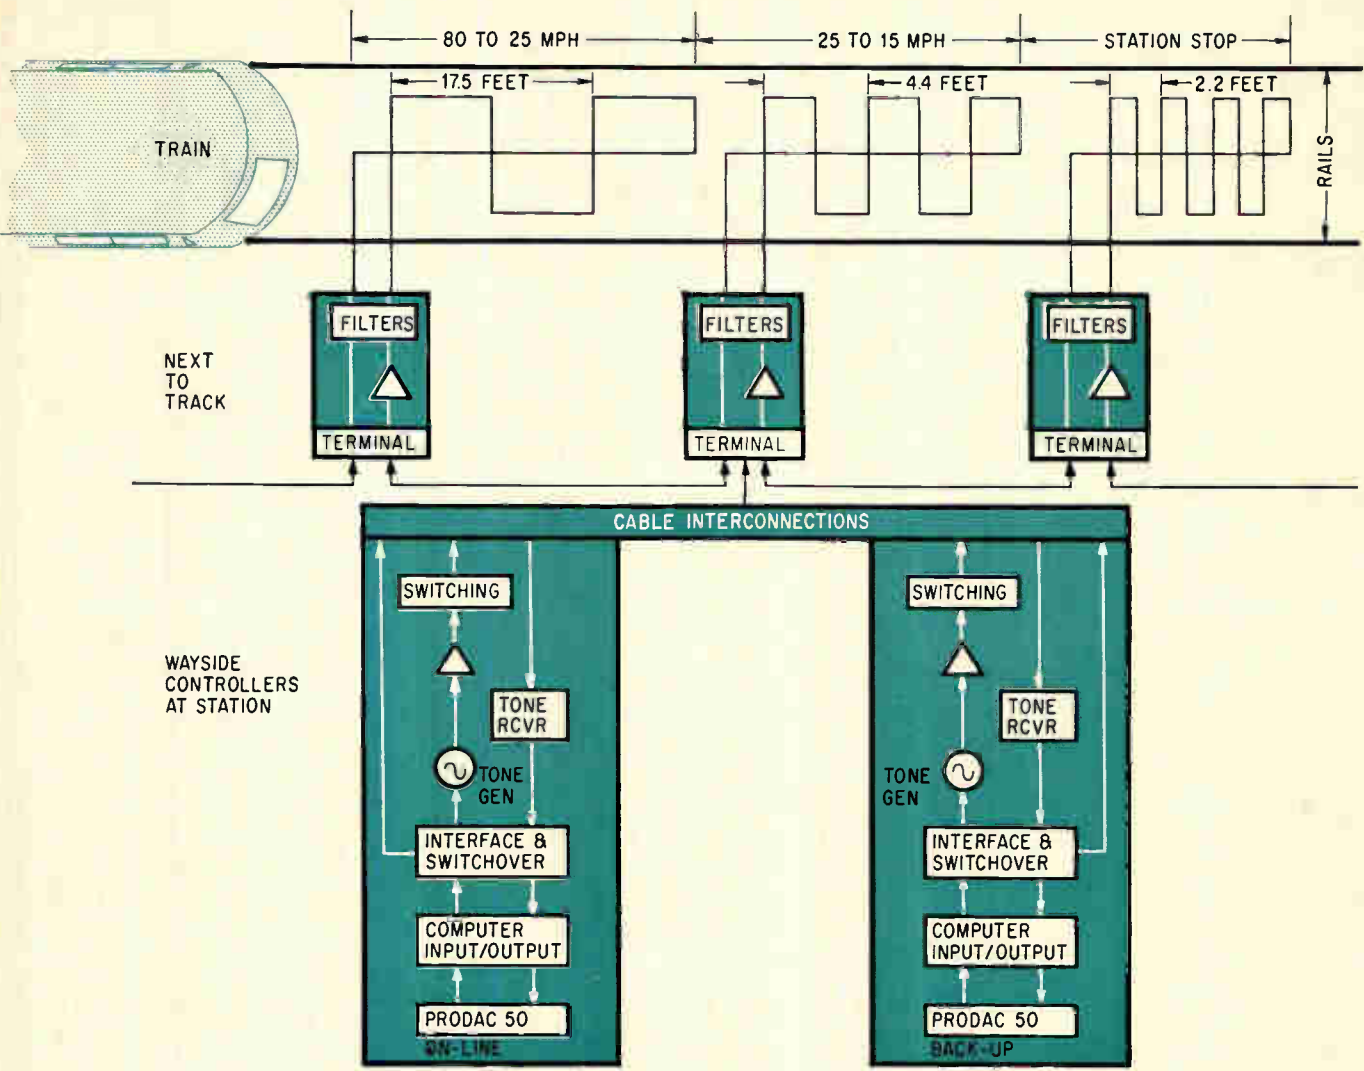 80 TO 25 MPH
25 TO 15 MPH
STATION STOP
17.5 FEET
4.4 FEET
2.2 FEET
TRAIN
RAILS
FILTERS
FILTERS
FILTERS
NEXT
TO
TRACK
TERMINAL
TERMINAL
TERMINAL
CABLE INTERCONNECTIONS
SWITCHING
SWITCHING
WAYSIDE
CONTROLLERS
AT STATION
TONE
RCVR
TONE
RCVR
TONE
GEN
TONE
GEN
INTERFACE &
SWITCHOVER
INTERFACE &
SWITCHOVER
COMPUTER
INPUT/OUTPUT
COMPUTER
INPUT/OUTPUT
PRODAC 50
PRODAC 50
ON-LINE
BACK-UP